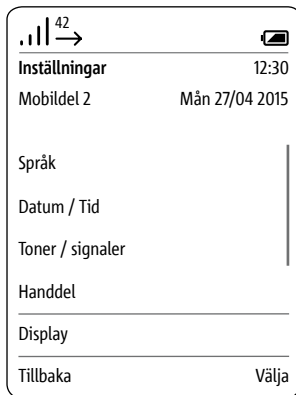 42
Inställningar 12:30
Mobildel 2 Mån 27/04 2015
Språk
Datum / Tid
Toner / signaler
Handdel
Display
Tillbaka Välja